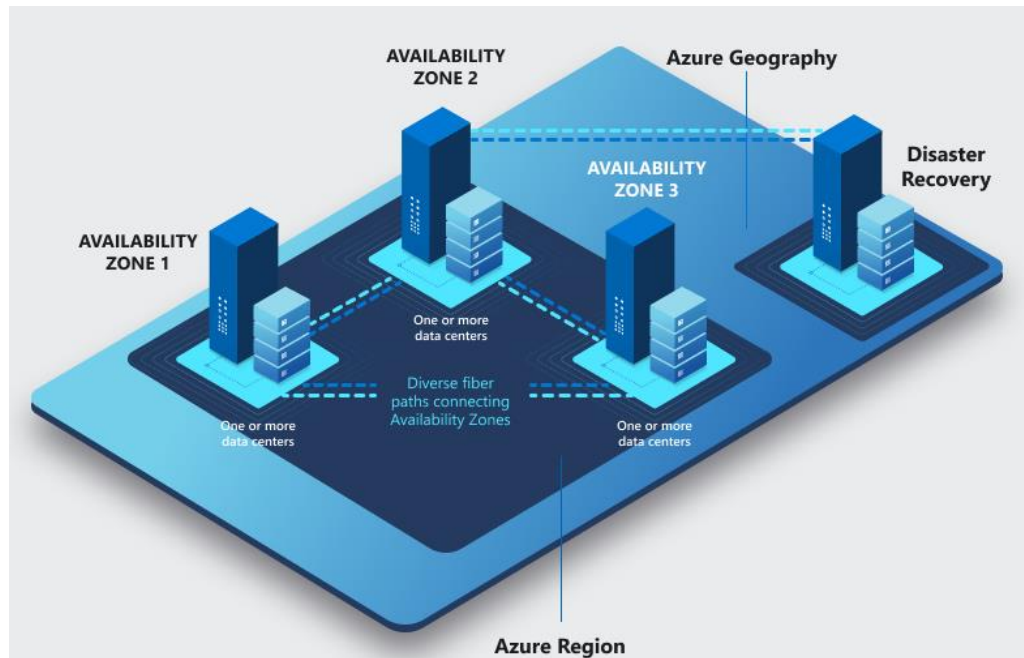 AVAILABILITY
ZONE 2
Azure Geography
AVAILABILITY
ZONE 3
Disaster
Recovery
AVAILABILITY
ZONE 1
One or more
data centers
Diverse fiber
paths connecting
Availability Zones
One or more
data centers
One or more
data centers
Azure Region